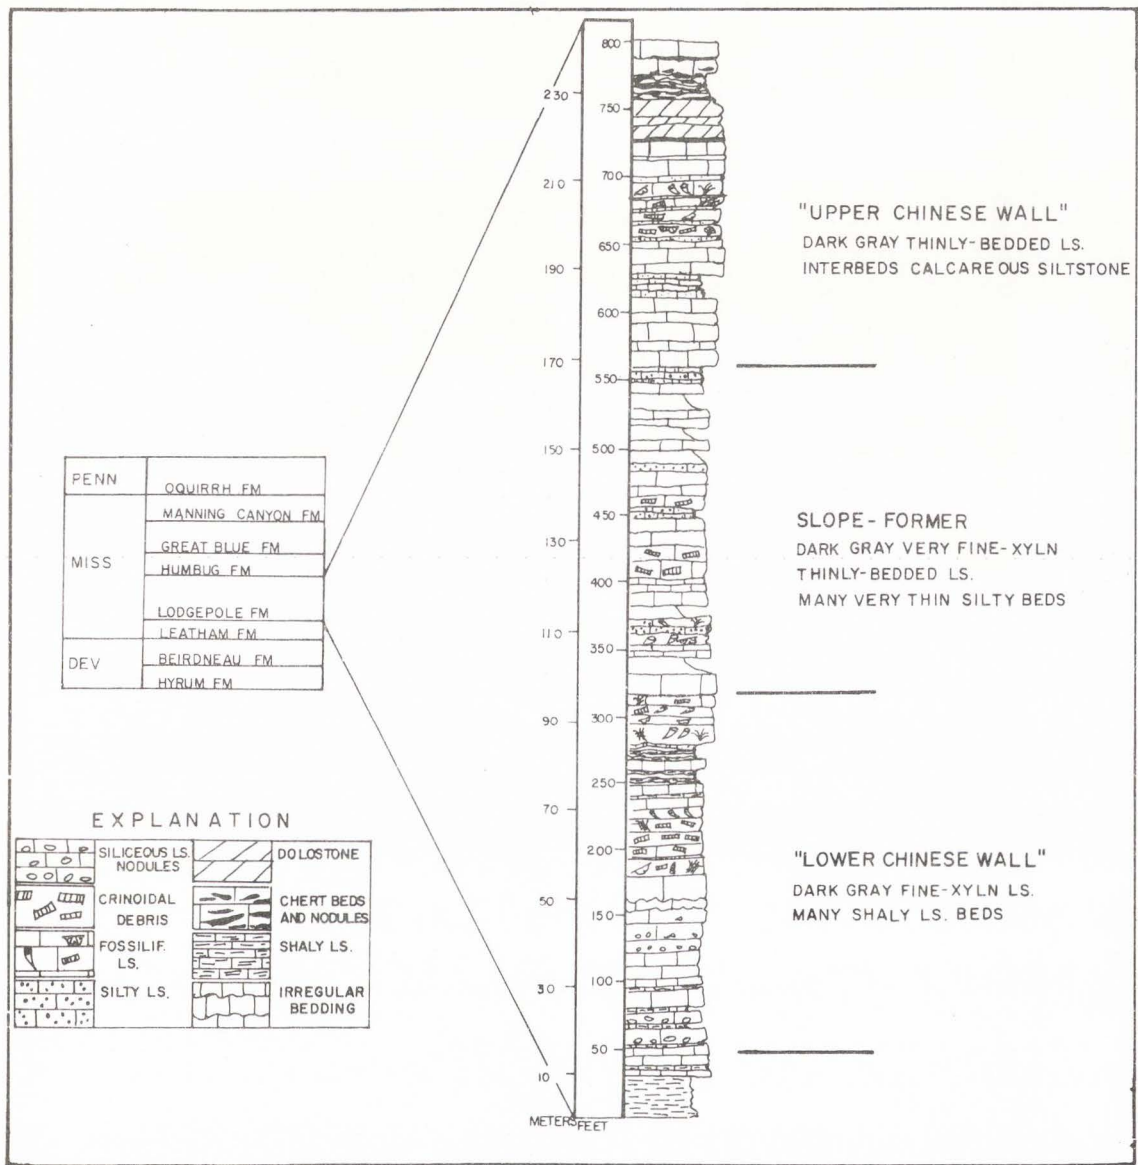 800
230
750
210
700
"UPPER CHINESE WALL"
DARK GRAY THINLY-BEDDED LS.
INTERBEDS CALCAREOUS SILTSTONE
650
190
600
170
550
150
500
PENN
OQUIRRH FM
MANNING CANYON FM
MISS
GREAT BLUE FM
HUMBUG FM
LODGEPOLE FM
LEATHAM FM
DEV
BEIRDNEAU FM
HYRUM FM
450
130
SLOPE-FORMER
DARK GRAY VERY FINE-XYLN
THINLY-BEDDED LS.
MANY VERY THIN SILTY BEDS
400
110
350
90
300
250
70
200
"LOWER CHINESE WALL"
DARK GRAY FINE-XYLN LS.
MANY SHALY LS. BEDS
50
150
100
30
50
10
METERS FEET
EXPLANATION
SILICEOUS LS.
NODULES
DOLOSTONE
CRINOIDAL
DEBRIS
CHERT BEDS
AND NODULES
FOSSILIF.
LS.
SHALY LS.
SILTY LS.
IRREGULAR
BEDDING